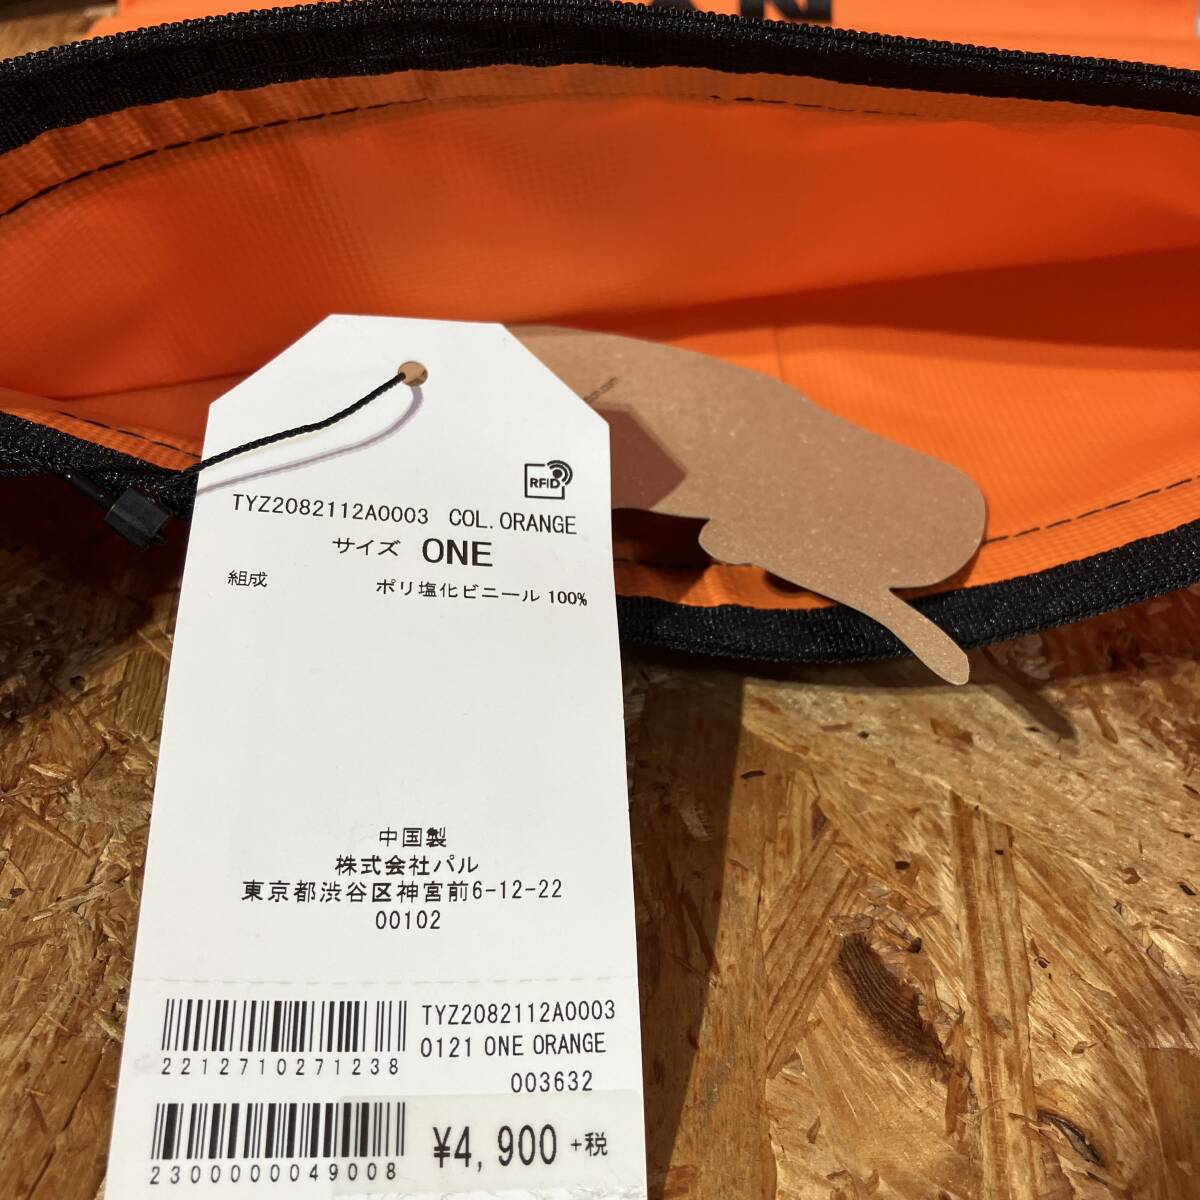 AN
RFID
TYZ2082112A0003 COL.ORANGE
サイズ ONE
組成 ポリ塩化ビニール 100%
中国製
株式会社パル
東京都渋谷区神宮前6-12-22
00102
TYZ2082112A0003
2212710271238 0121 ONE ORANGE
003632
¥4,900 +税
2300000049008